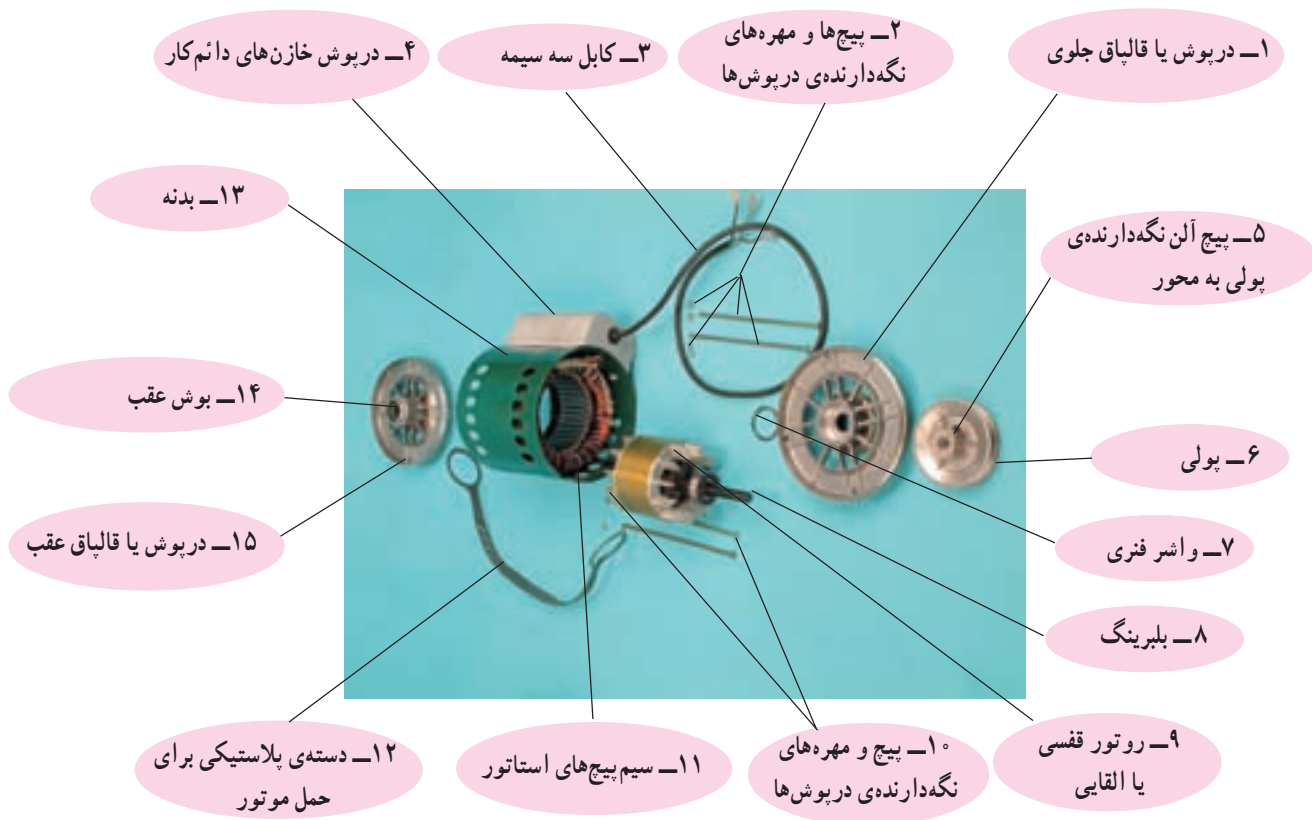 ۱ــ درپوش یا قالپاق جلوی
۲ــ پیچ‌ها و مهره‌های
نگه‌دارنده‌ی درپوش‌ها
۳ــ کابل سه سیمه
۴ــ درپوش خازن‌های دائم‌کار
۵ــ پیچ آلن نگه‌دارنده‌ی
پولی به محور
۶ــ پولی
۷ــ واشر فنری
۸ــ بلبرینگ
۹ــ روتور قفسی
یا القایی
۱۰ــ پیچ و مهره‌های
نگه‌دارنده‌ی درپوش‌ها
۱۱ــ سیم‌پیچ‌های استاتور
۱۲ــ دسته‌ی پلاستیکی برای
حمل موتور
۱۳ــ بدنه
۱۴ــ بوش عقب
۱۵ــ درپوش یا قالپاق عقب